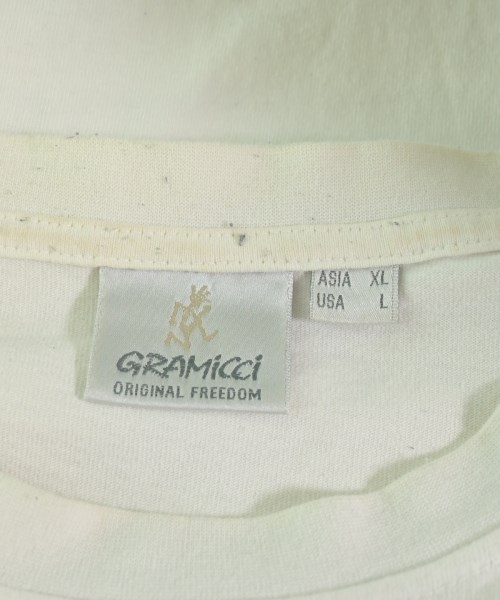 GRAMiCCi
ORIGINAL FREEDOM
ASIA XL
USA L